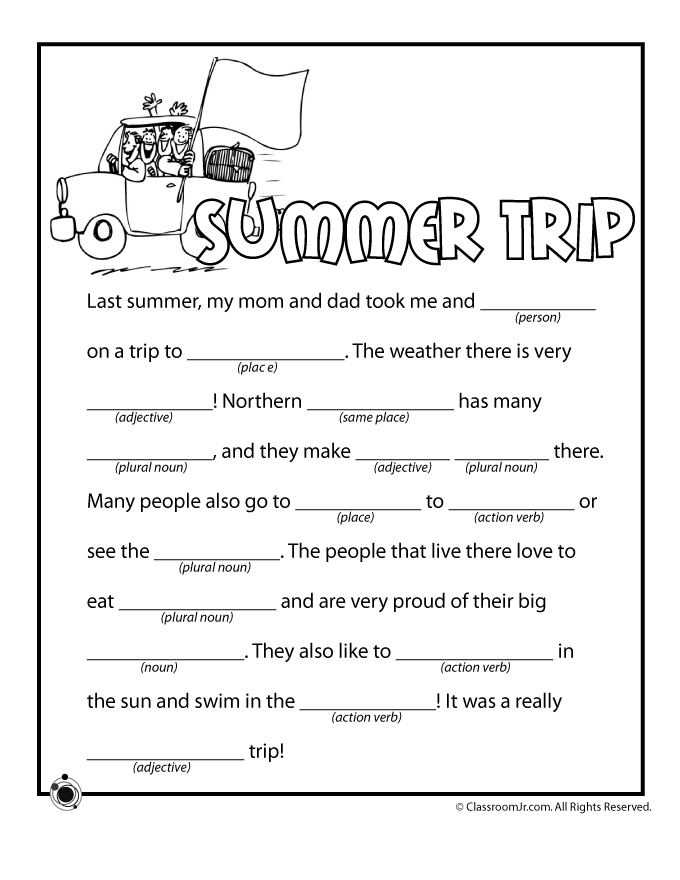 SUMMER TRIP
Last summer, my mom and dad took me and ____________
(person)
on a trip to ________________. The weather there is very
(plac e)
_____________! Northern _______________ has many
(adjective) (same place)
_____________, and they make __________ __________ there.
(plural noun) (adjective) (plural noun)
Many people also go to _____________ to _____________ or
(place) (action verb)
see the _____________. The people that live there love to
(plural noun)
eat ________________ and are very proud of their big
(plural noun)
________________. They also like to ________________ in
(noun) (action verb)
the sun and swim in the ______________! It was a really
(action verb)
________________ trip!
(adjective)
© ClassroomJr.com. All Rights Reserved.